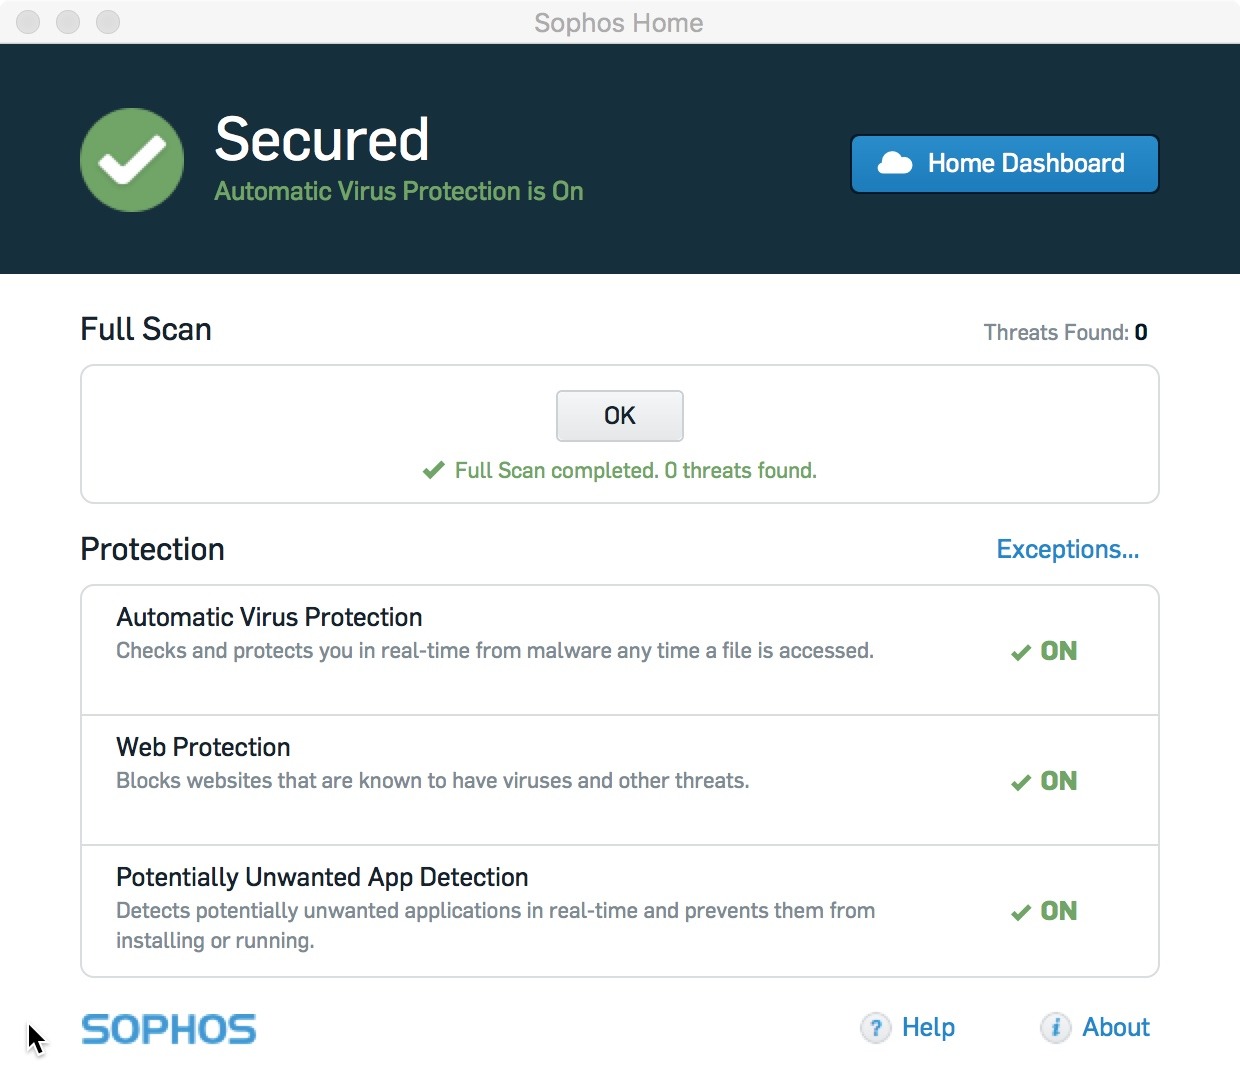 Sophos Home
Secured
Automatic Virus Protection is On
Home Dashboard
Full Scan
Threats Found: 0
OK
Full Scan completed. 0 threats found.
Protection
Exceptions...
Automatic Virus Protection
Checks and protects you in real-time from malware any time a file is accessed.
ON
Web Protection
Blocks websites that are known to have viruses and other threats.
ON
Potentially Unwanted App Detection
Detects potentially unwanted applications in real-time and prevents them from
installing or running.
ON
SOPHOS
? Help
i About